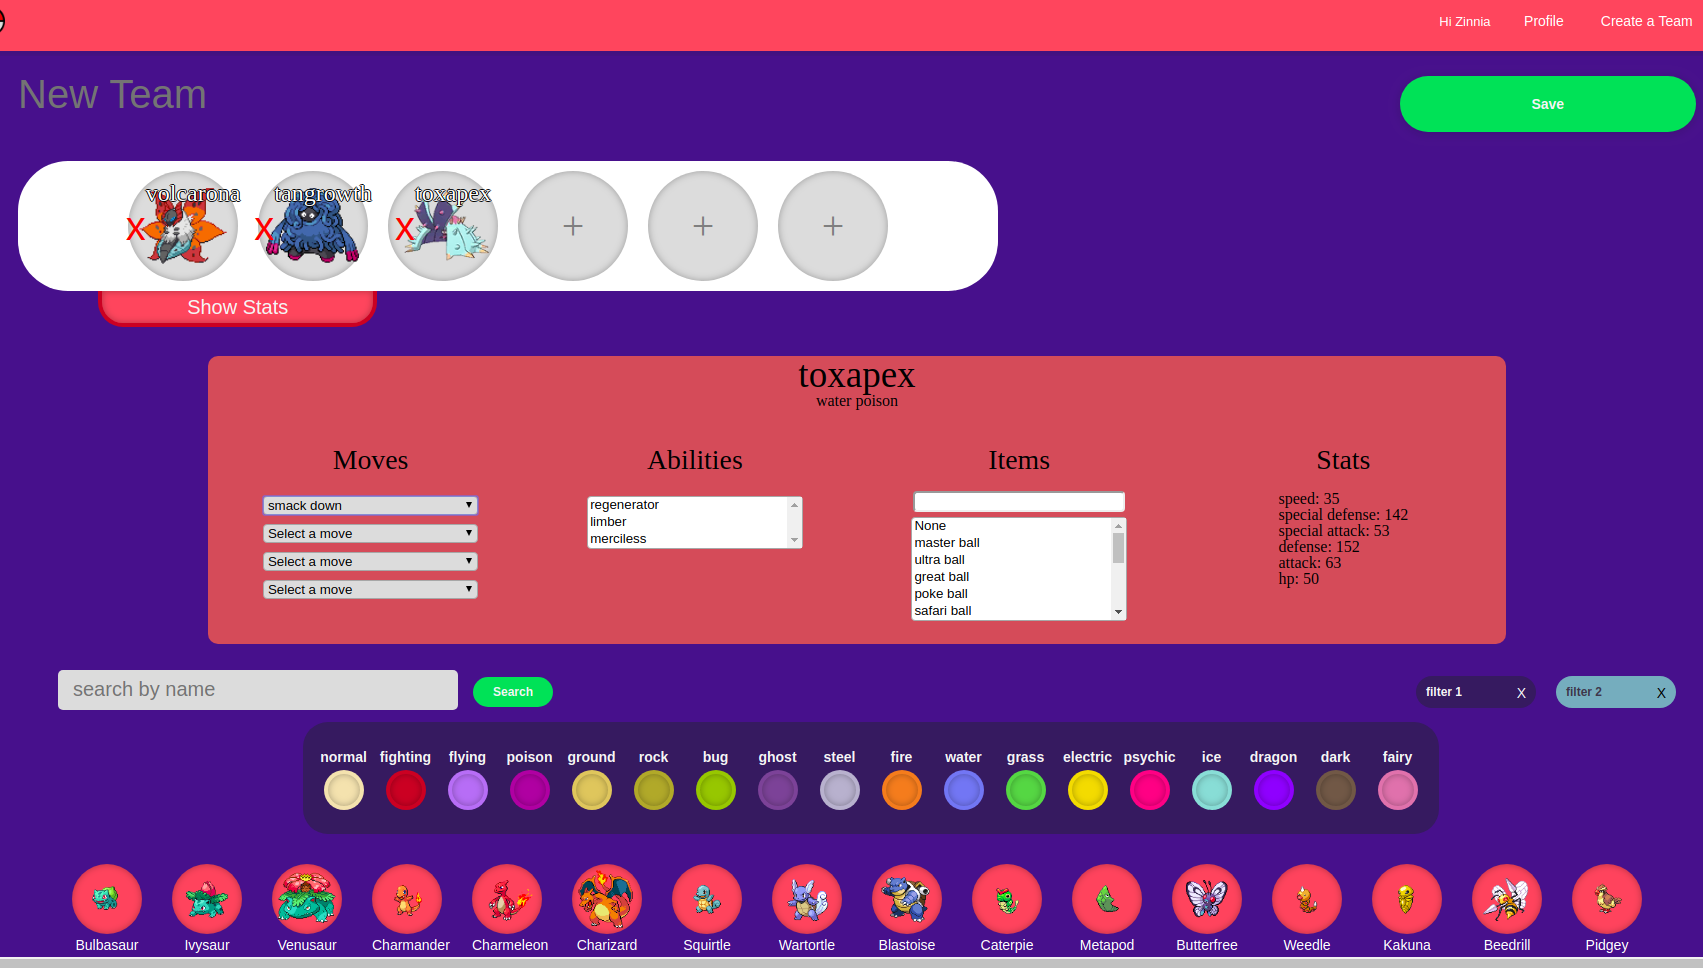 Hi Zinnia Profile Create a Team
New Team
Save
volcarona tangrowth toxapex
X X X + + +
Show Stats
toxapex
water poison
Moves Abilities Items Stats
smack down
Select a move
Select a move
Select a move
regenerator
limber
merciless
None
master ball
ultra ball
great ball
poke ball
safari ball
speed: 35
special defense: 142
special attack: 53
defense: 152
attack: 63
hp: 50
search by name Search filter 1 X filter 2 X
normal fighting flying poison ground rock bug ghost steel fire water grass electric psychic ice dragon dark fairy
Bulbasaur Ivysaur Venusaur Charmander Charmeleon Charizard Squirtle Wartortle Blastoise Caterpie Metapod Butterfree Weedle Kakuna Beedrill Pidgey